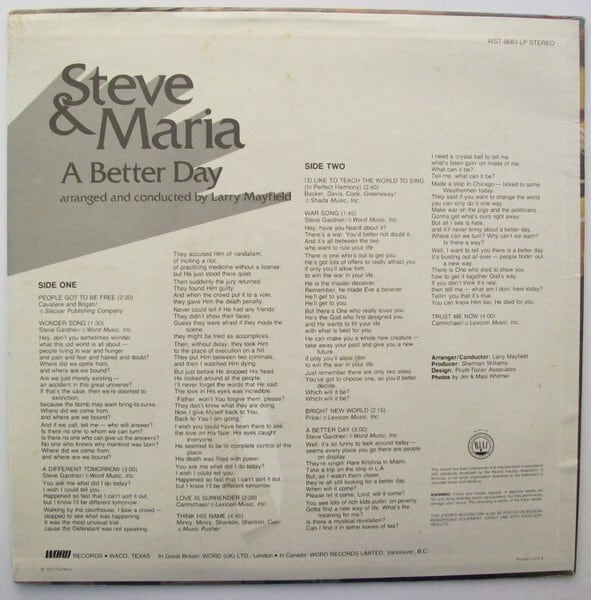 WST-8680-LP STEREO
Steve
& Maria
A Better Day
arranged and conducted by Larry Mayfield
SIDE ONE
PEOPLE GOT TO BE FREE (2:30)
Cavaliere and Brigati/
Slacsar Publishing Company
WONDER SONG (1:30)
Steve Gardner/Word Music, Inc.
Hey, don't you sometimes wonder
what this old world is all about —
people living in war and hunger
and pain and fear and hatred and doubt?
Where did we come from,
and where are we bound?
Are we just merely existing —
an accident in this great universe?
If that's the case, then we're doomed to
extinction.
because the bomb may soon bring its curse.
Where did we come from,
and where are we bound?
And if we call, tell me — who will answer?
Is there no one to whom we can turn?
Is there no one who can give us the answers?
No one who knows why mankind was born?
Where did we come from,
and where are we bound?
A DIFFERENT TOMORROW (3:00)
Steve Gardner/Word Music, Inc.
You ask me what did I do today?
I wish I could tell you.
Happened so fast that I can't sort it out,
but I know I'll be different tomorrow.
Walking by the courthouse, I saw a crowd —
stopped to see what was happening.
It was the most unusual trial
cause the Defendant was not speaking.
They accused Him of vandalism,
of inciting a riot,
of practicing medicine without a license,
but He just stood there quiet.
Then suddenly the jury returned.
They found Him guilty.
And when the crowd put it to a vote,
they gave Him the death penalty.
Never could tell if He had any friends.
They didn't show their faces.
Guess they were afraid if they made the
scene
they might be tried as accomplices.
Then, without delay, they took Him
to the place of execution on a hill.
They put Him between two criminals,
and then I watched Him dying.
But just before He dropped His head,
He looked around at the people.
I'll never forget the words that He said.
The love in His eyes was incredible.
'Father, won't You forgive them, please?
They don't know what they are doing.
Now I give Myself back to You.
Back to You I am going.'
I wish you could have been there to see
the love on His face. His eyes caught
everyone.
He seemed to be in complete control of the
place.
His death was filled with power.
You ask me what did I do today?
I wish I could tell you.
Happened so fast that I can't sort it out,
but I know I'll be different tomorrow.
LOVE IS SURRENDER (2:20)
Carmichael/Lexicon Music, Inc.
THINK HIS NAME (4:45)
Mincy, Mincy, Shanklin, Shanklin, Cole/
Music Pusher
SIDE TWO
I'D LIKE TO TEACH THE WORLD TO SING
(In Perfect Harmony) (2:40)
Backer, Davis, Cook, Greenaway/
Shada Music, Inc.
WAR SONG (1:45)
Steve Gardner/Word Music, Inc.
Hey, have you heard about it?
There's a war. You'd better not doubt it.
And it's all between the two
who want to rule your life.
There is one who's out to get you.
He's got lots of offers to really attract you
if only you'll allow him
to win the war in your life.
He is the master deceiver.
Remember, he made Eve a believer.
He'll get to you.
He'll get to you.
But there's One who really loves you.
He's the God who first designed you,
and He wants to fill your life
with what is best for you.
He can make you a whole new creature —
take away your past and give you a new
future
if only you'll allow Him
to win the war in your life.
Just remember there are only two sides.
You've got to choose one, so you'd better
decide.
Which will it be?
Which will it be?
BRIGHT NEW WORLD (2:15)
Price/Lexicon Music, Inc.
A BETTER DAY (3:00)
Steve Gardner/Word Music, Inc.
Well, it's so funny to look around today —
seems every place you go there are people
on display.
They're singin' Hare Krishna in Miami.
Take a trip on the strip in L.A.
But, as I watch them closer,
they're all still looking for a better day.
When will it come?
Please let it come, Lord, will it come?
You see lots of rich kids puttin' on poverty.
Gotta find a new way of life. What's the
meaning for me?
Is there a mystical revelation?
Can I find it in some leaves of tea?
I need a crystal ball to tell me
what's been goin' on inside of me.
What can it be?
Tell me, what can it be?
Made a stop in Chicago — talked to some
Weathermen today.
They said if you want to change the world
you can only do it one way.
Make war on the pigs and the politicians.
Gonna get what's ours right away.
But all I see is hate,
and it'll never bring about a better day.
Where can we turn? Why can't we learn?
Is there a way?
Well, I want to tell you there is a better day.
It's busting out all over — people findin' out
a new way.
There is One who died to show you
how to get it together God's way.
If you don't think it's real,
then tell me — what am I doin' here today?
Tellin' you that it's true.
You can know Him too. He died for you.
TRUST ME NOW (4:00)
Carmichael/Lexicon Music, Inc.
Arranger/Conductor: Larry Mayfield
Producer: Sherman Williams
Design: Pruitt-Tozier Associates
Photos by Jim & Mary Whitmer
WORD RECORDS • WACO, TEXAS In Great Britain: WORD (UK) LTD., London • In Canada: WORD RECORDS LIMITED, Vancouver, B.C.